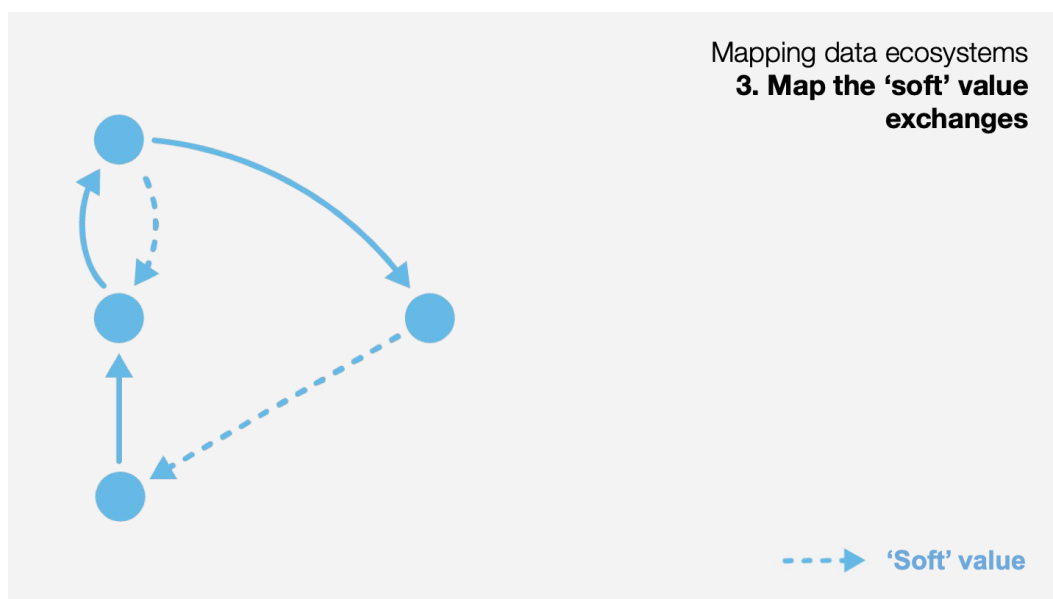 Mapping data ecosystems
3. Map the ‘soft’ value
exchanges
‘Soft’ value